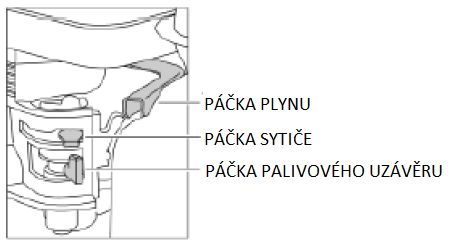 PÁČKA PLYNU
PÁČKA SYTIČE
PÁČKA PALIVOVÉHO UZÁVĚRU